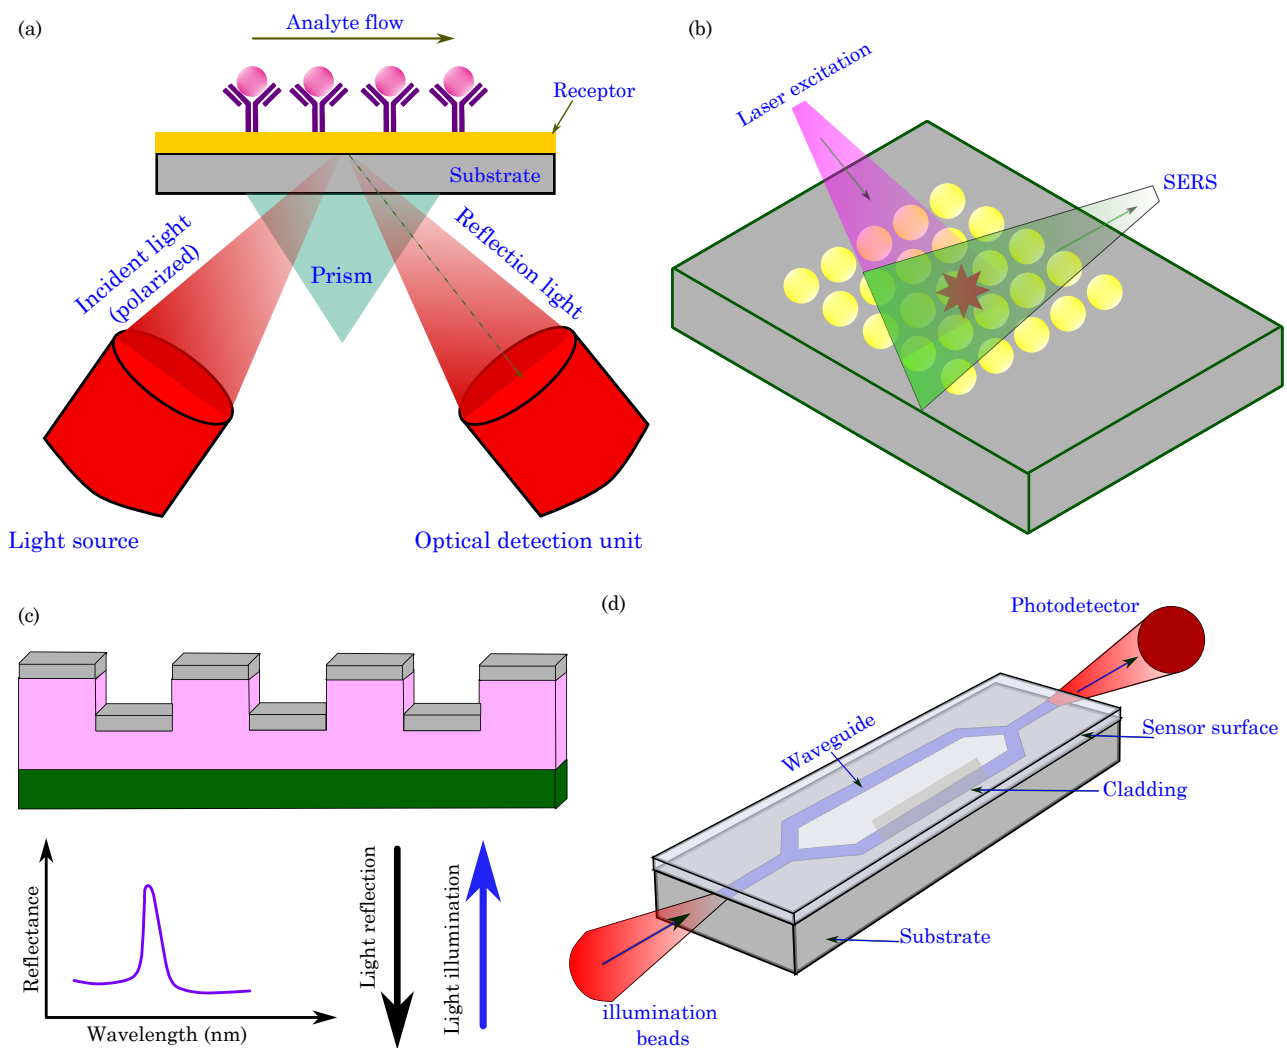 (a)
Analyte flow
Receptor
Substrate
Incident light
(polarized)
Prism
Reflection light
Light source
Optical detection unit
(b)
Laser excitation
SERS
(c)
Reflectance
Wavelength (nm)
Light reflection
Light illumination
(d)
Photodetector
Waveguide
Sensor surface
Cladding
Substrate
illumination
beads